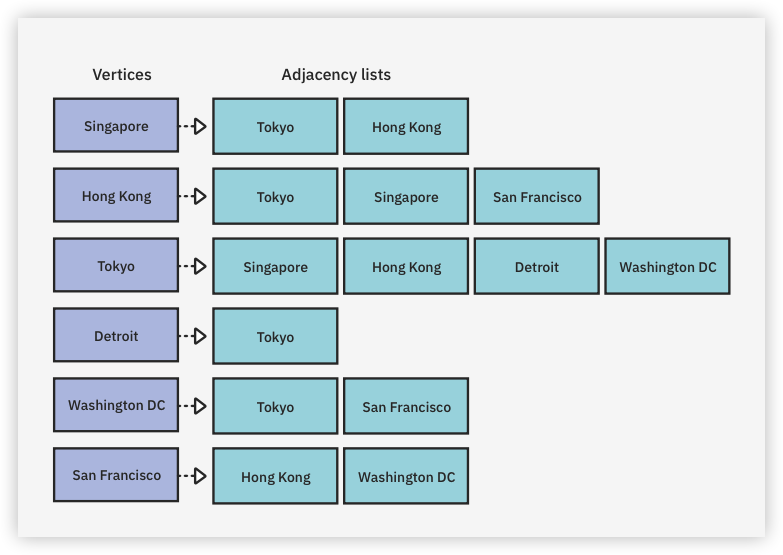 Vertices Adjacency lists
Singapore Tokyo Hong Kong
Hong Kong Tokyo Singapore San Francisco
Tokyo Singapore Hong Kong Detroit Washington DC
Detroit Tokyo
Washington DC Tokyo San Francisco
San Francisco Hong Kong Washington DC